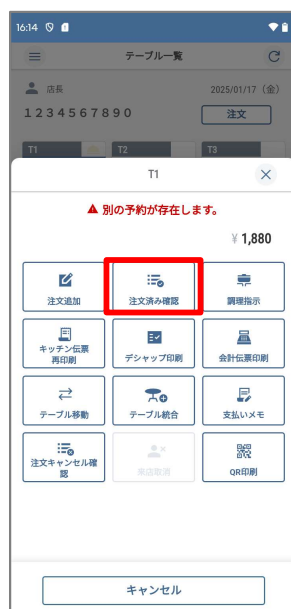 16:14
テーブル一覧
店長
2025/01/17（金）
1234567890
注文
T1
T2
T3
T1
別の予約が存在します。
¥ 1,880
注文追加
注文済み確認
調理指示
キッチン伝票
再印刷
デシャップ印刷
会計伝票印刷
テーブル移動
テーブル統合
支払いメモ
注文キャンセル確
認
来店取消
QR印刷
キャンセル